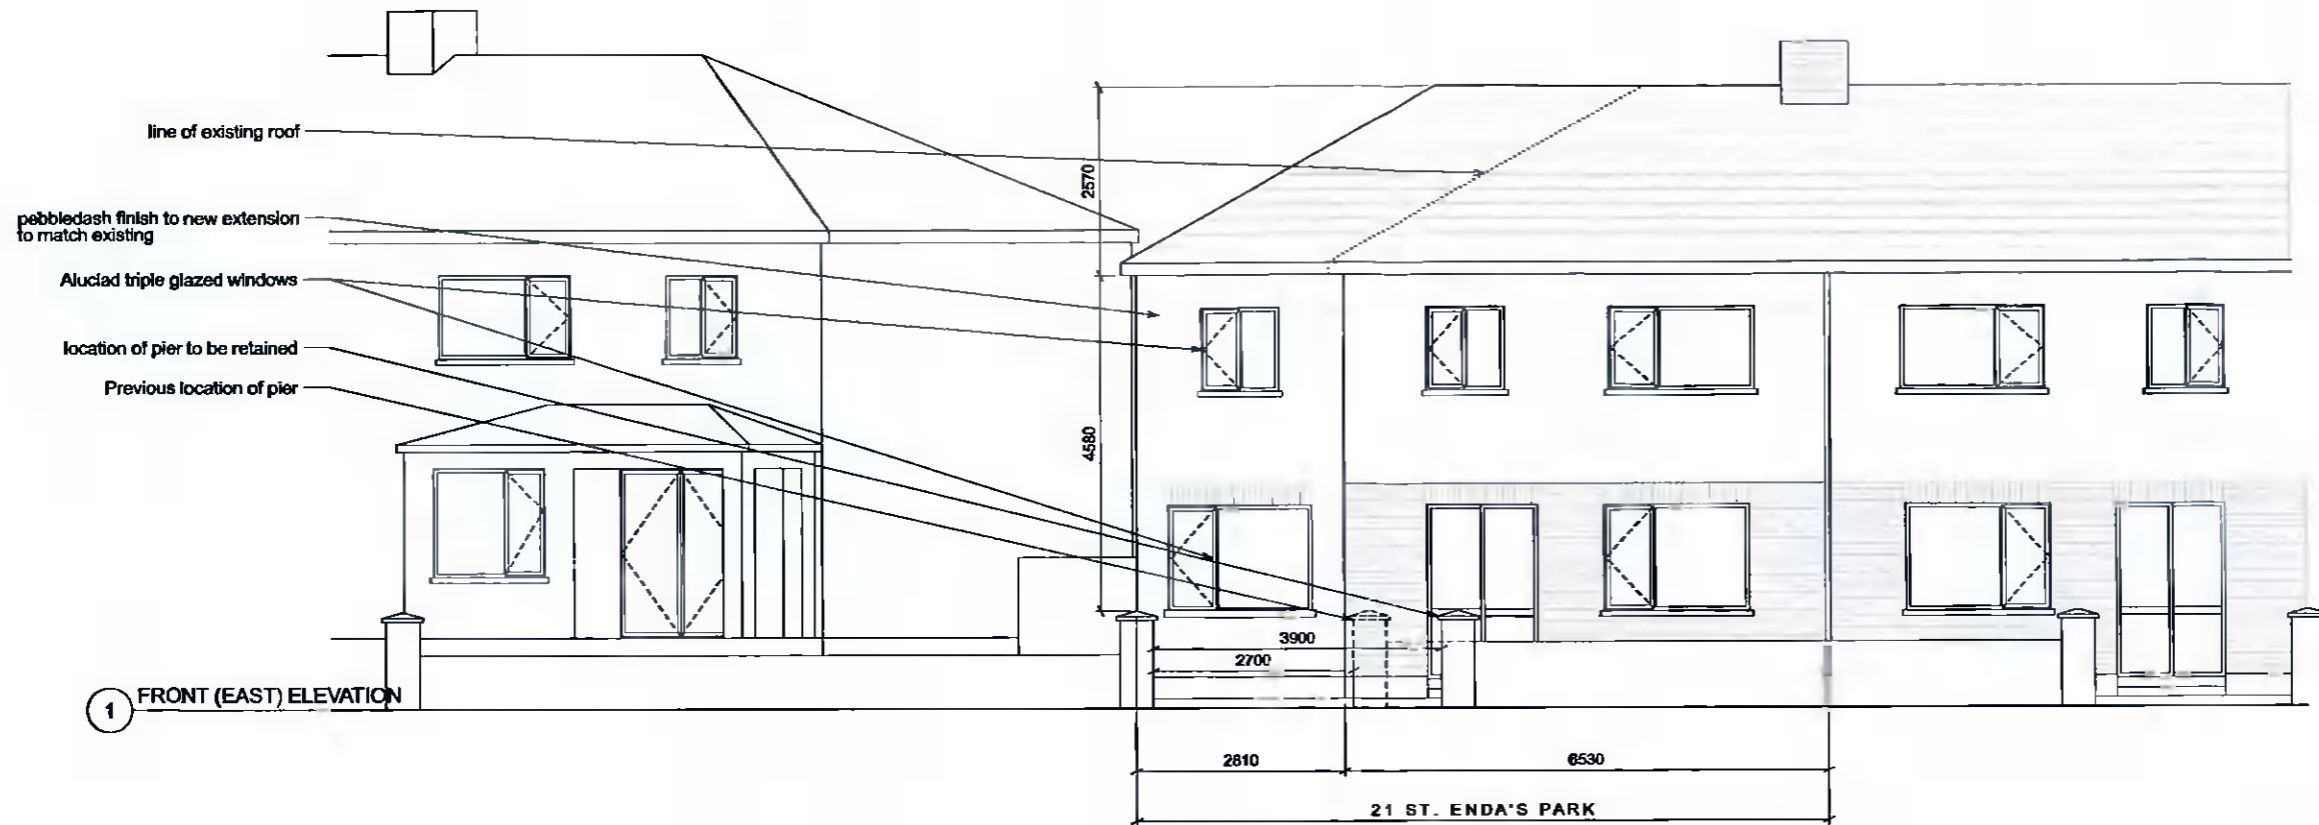 line of existing roof
pebbledash finish to new extension
to match existing
Aluclad triple glazed windows
location of pier to be retained
Previous location of pier
2570
4580
3900
2700
1 FRONT (EAST) ELEVATION
2810
6530
21 ST. ENDA'S PARK